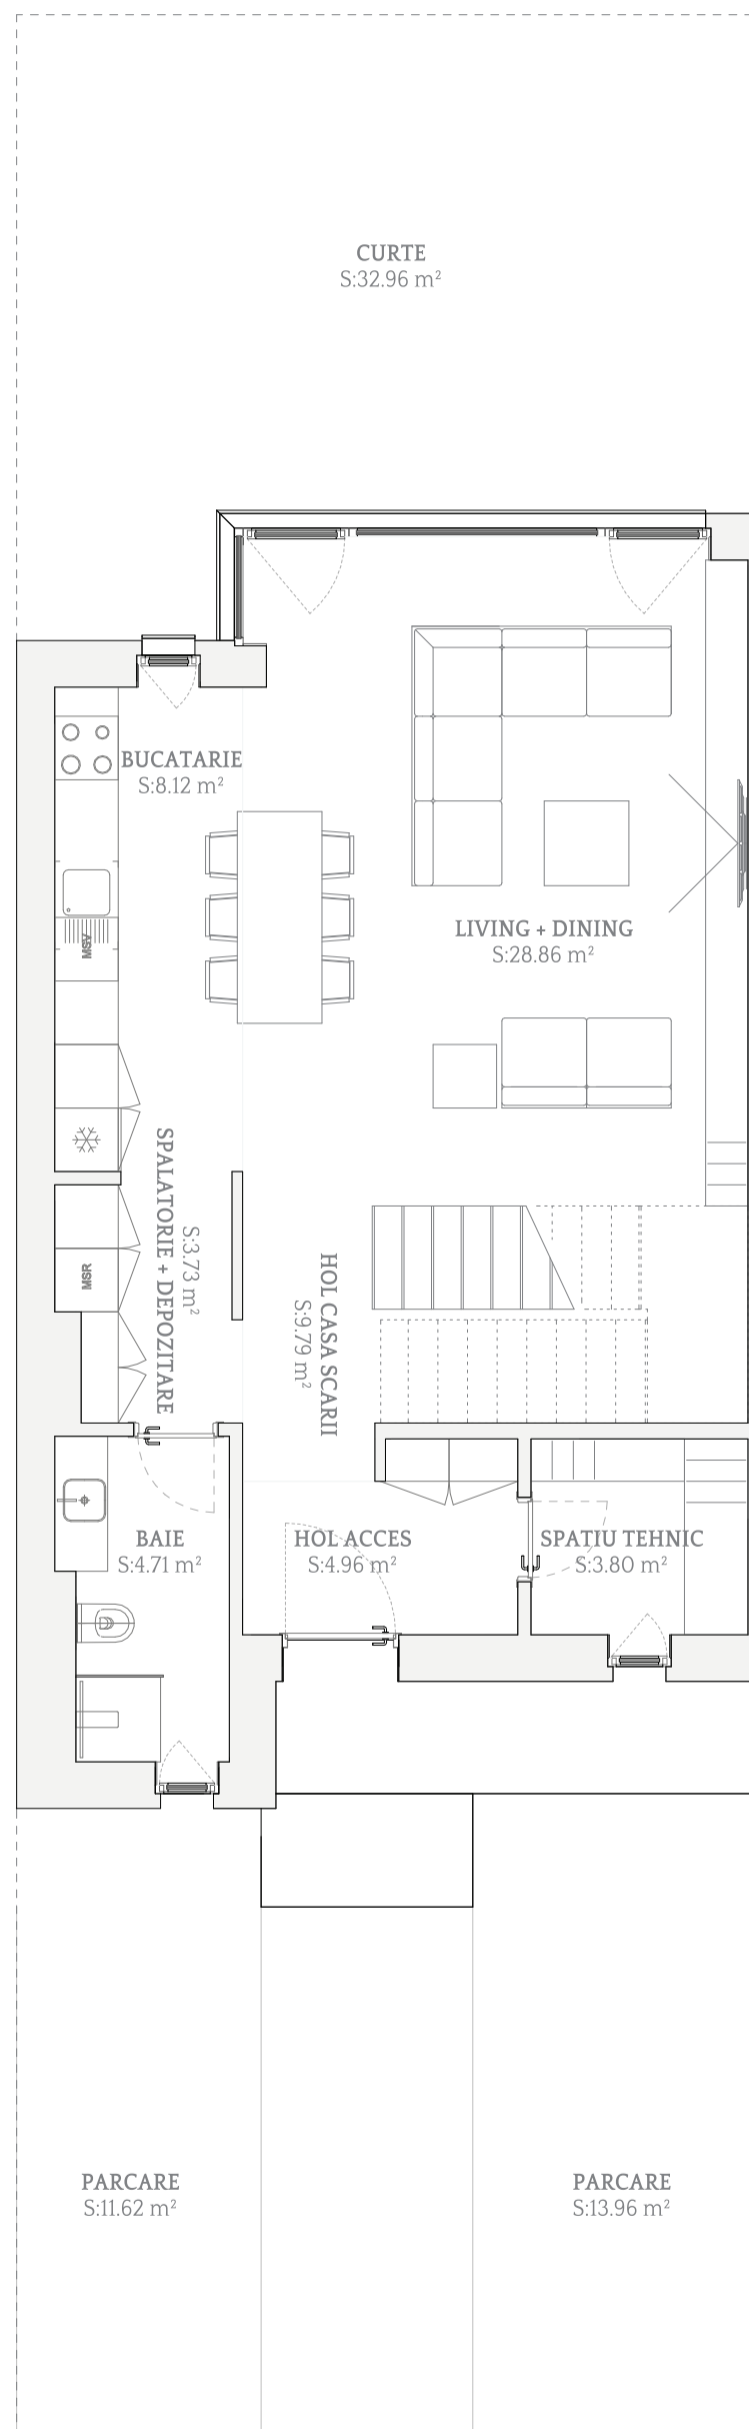 CURTE
S:32.96 m²
BUCATARIE
S:8.12 m²
MSV
LIVING + DINING
S:28.86 m²
SPALATORIE + DEPOZITARE
S:3.73 m²
MSR
HOL CASA SCARII
S:9.79 m²
BAIE
S:4.71 m²
HOL ACCES
S:4.96 m²
SPATIU TEHNIC
S:3.80 m²
PARCARE
S:11.62 m²
PARCARE
S:13.96 m²